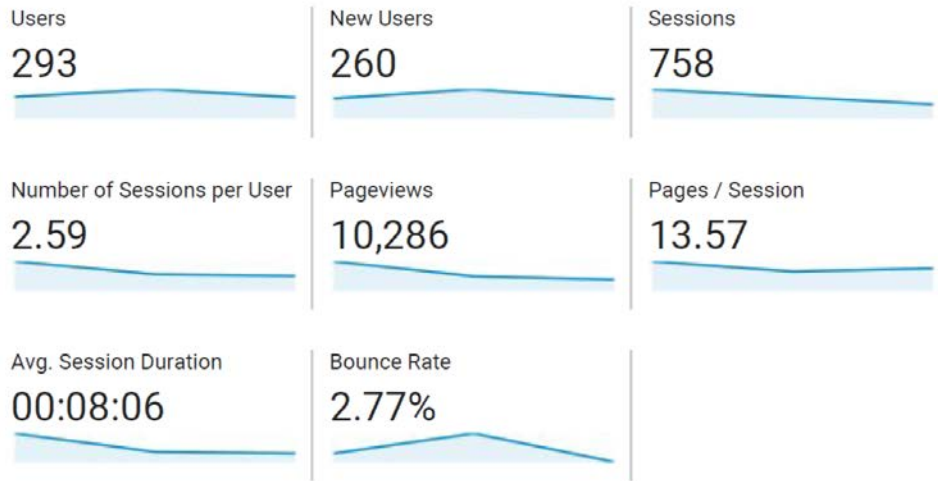 Users
293
New Users
260
Sessions
758
Number of Sessions per User
2.59
Pageviews
10,286
Pages / Session
13.57
Avg. Session Duration
00:08:06
Bounce Rate
2.77%